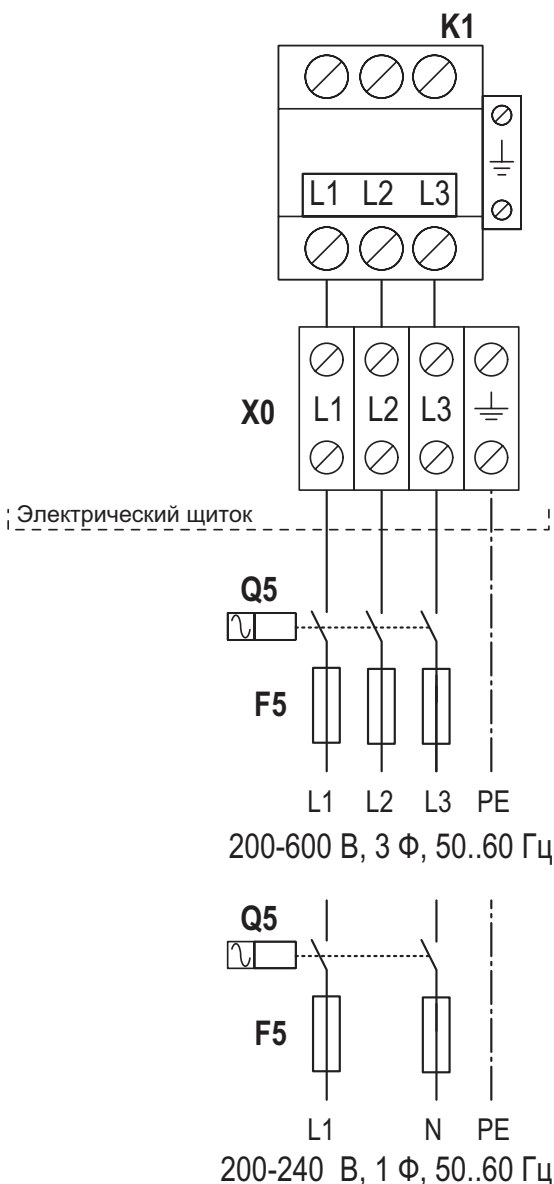 K1
L1 L2 L3
X0 L1 L2 L3
Электрический щиток
Q5
F5
L1 L2 L3 PE
200-600 В, 3 Ф, 50..60 Гц
Q5
F5
L1 N PE
200-240 В, 1 Ф, 50..60 Гц